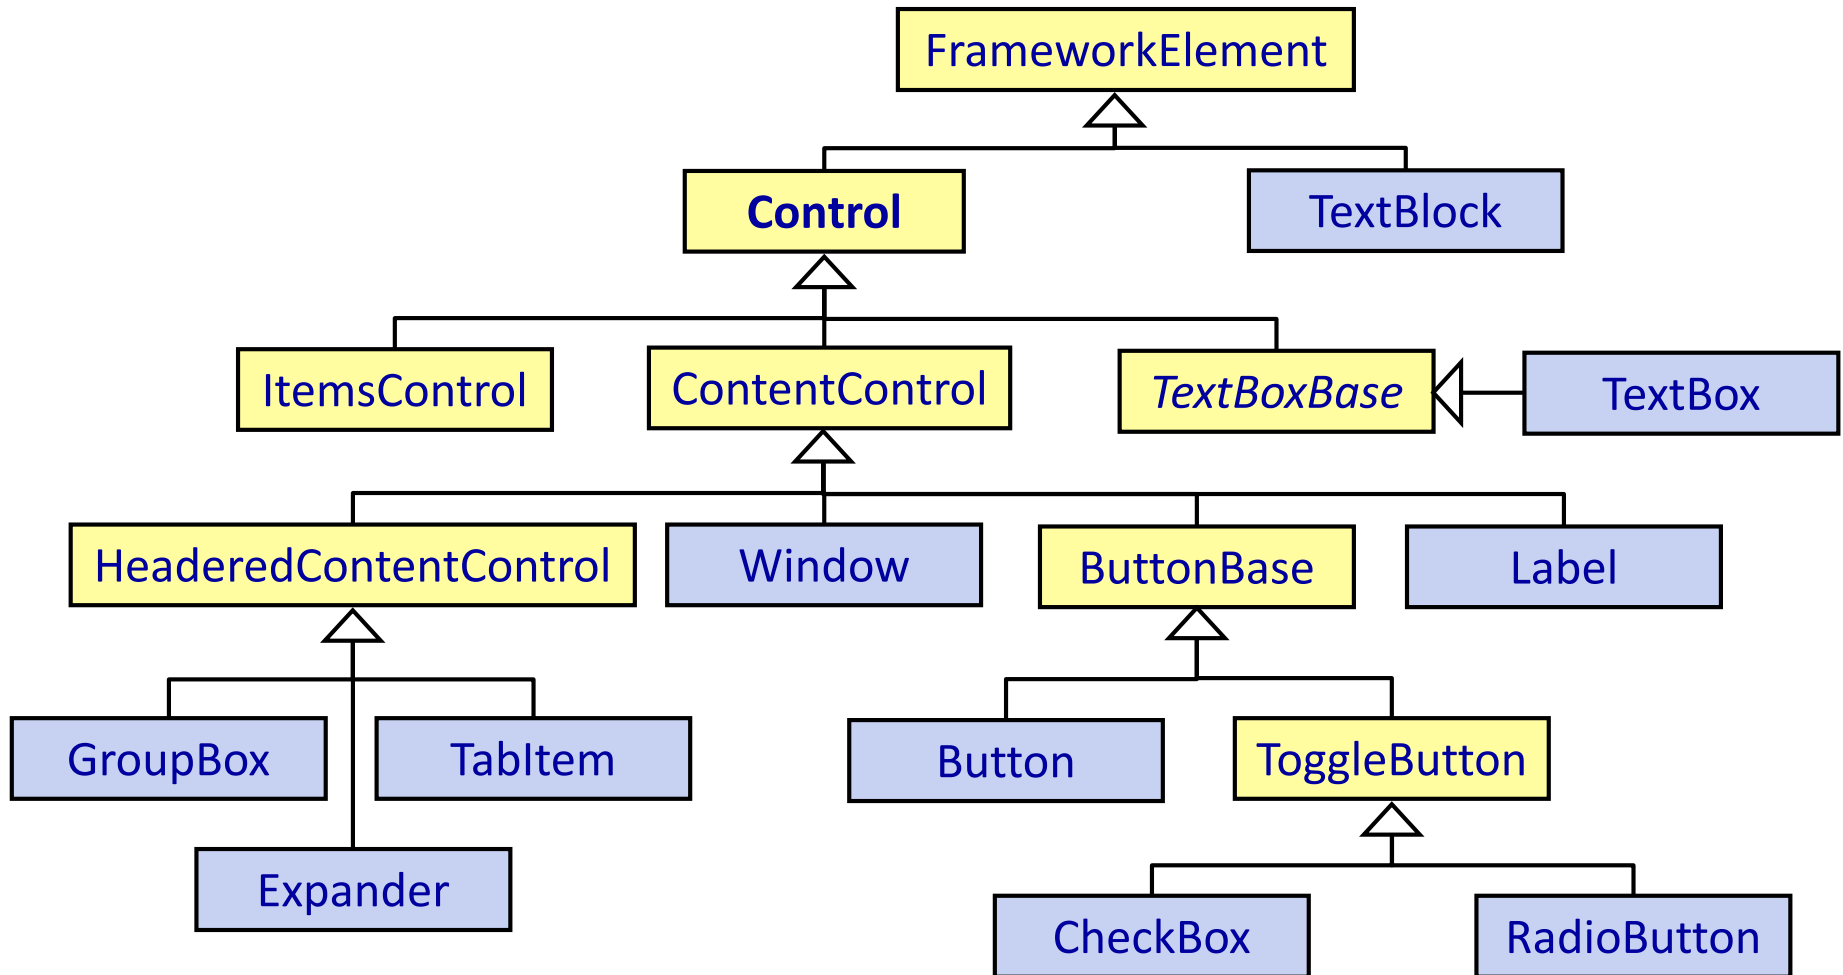 FrameworkElement
Control
TextBlock
ItemsControl
ContentControl
TextBoxBase
TextBox
HeaderedContentControl
Window
ButtonBase
Label
GroupBox
TabItem
Button
ToggleButton
Expander
CheckBox
RadioButton